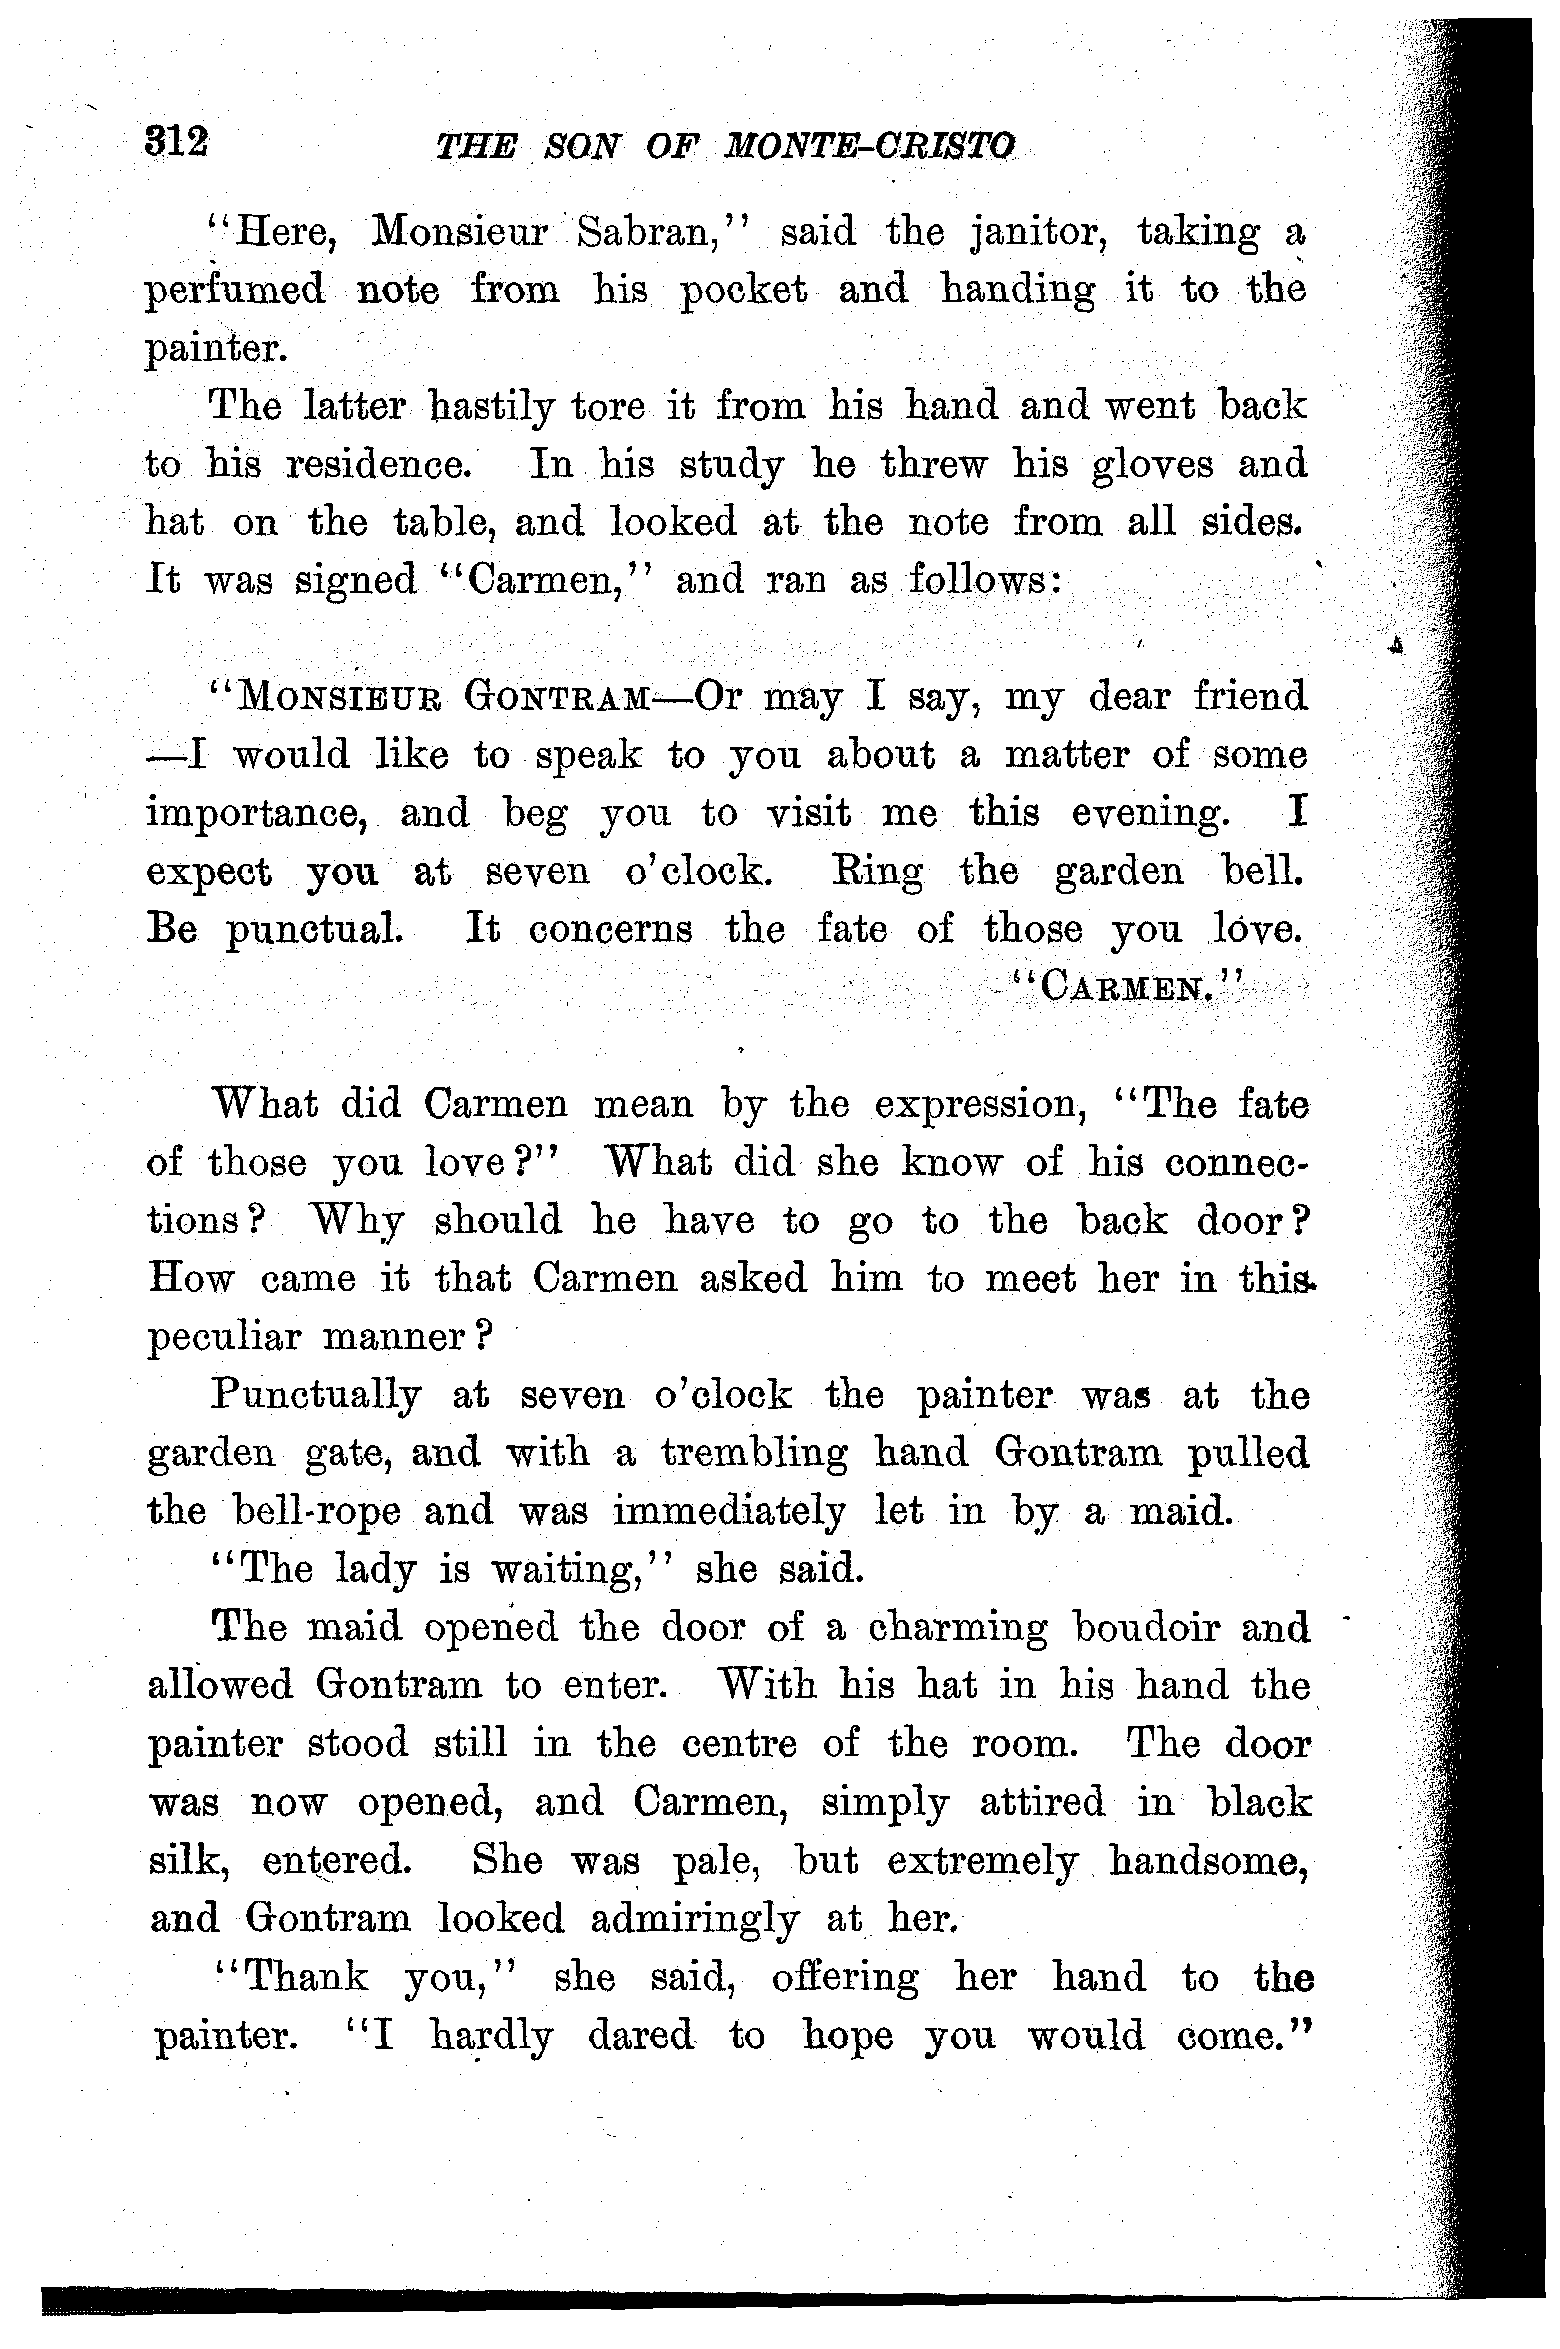 312 THE SON OF MONTE-CRISTO
"Here, Monsieur Sabran," said the janitor, taking a
perfumed note from his pocket and handing it to the
painter.
The latter hastily tore it from his hand and went back
to his residence. In his study he threw his gloves and
hat on the table, and looked at the note from all sides.
It was signed "Carmen," and ran as follows:
"MONSIEUR GONTRAM—Or may I say, my dear friend
—I would like to speak to you about a matter of some
importance, and beg you to visit me this evening. I
expect you at seven o'clock. Ring the garden bell.
Be punctual. It concerns the fate of those you love.
"CARMEN."
What did Carmen mean by the expression, "The fate
of those you love?" What did she know of his connec-
tions? Why should he have to go to the back door?
How came it that Carmen asked him to meet her in this
peculiar manner?
Punctually at seven o'clock the painter was at the
garden gate, and with a trembling hand Gontram pulled
the bell-rope and was immediately let in by a maid.
"The lady is waiting," she said.
The maid opened the door of a charming boudoir and
allowed Gontram to enter. With his hat in his hand the
painter stood still in the centre of the room. The door
was now opened, and Carmen, simply attired in black
silk, entered. She was pale, but extremely handsome,
and Gontram looked admiringly at her.
"Thank you," she said, offering her hand to the
painter. "I hardly dared to hope you would come."